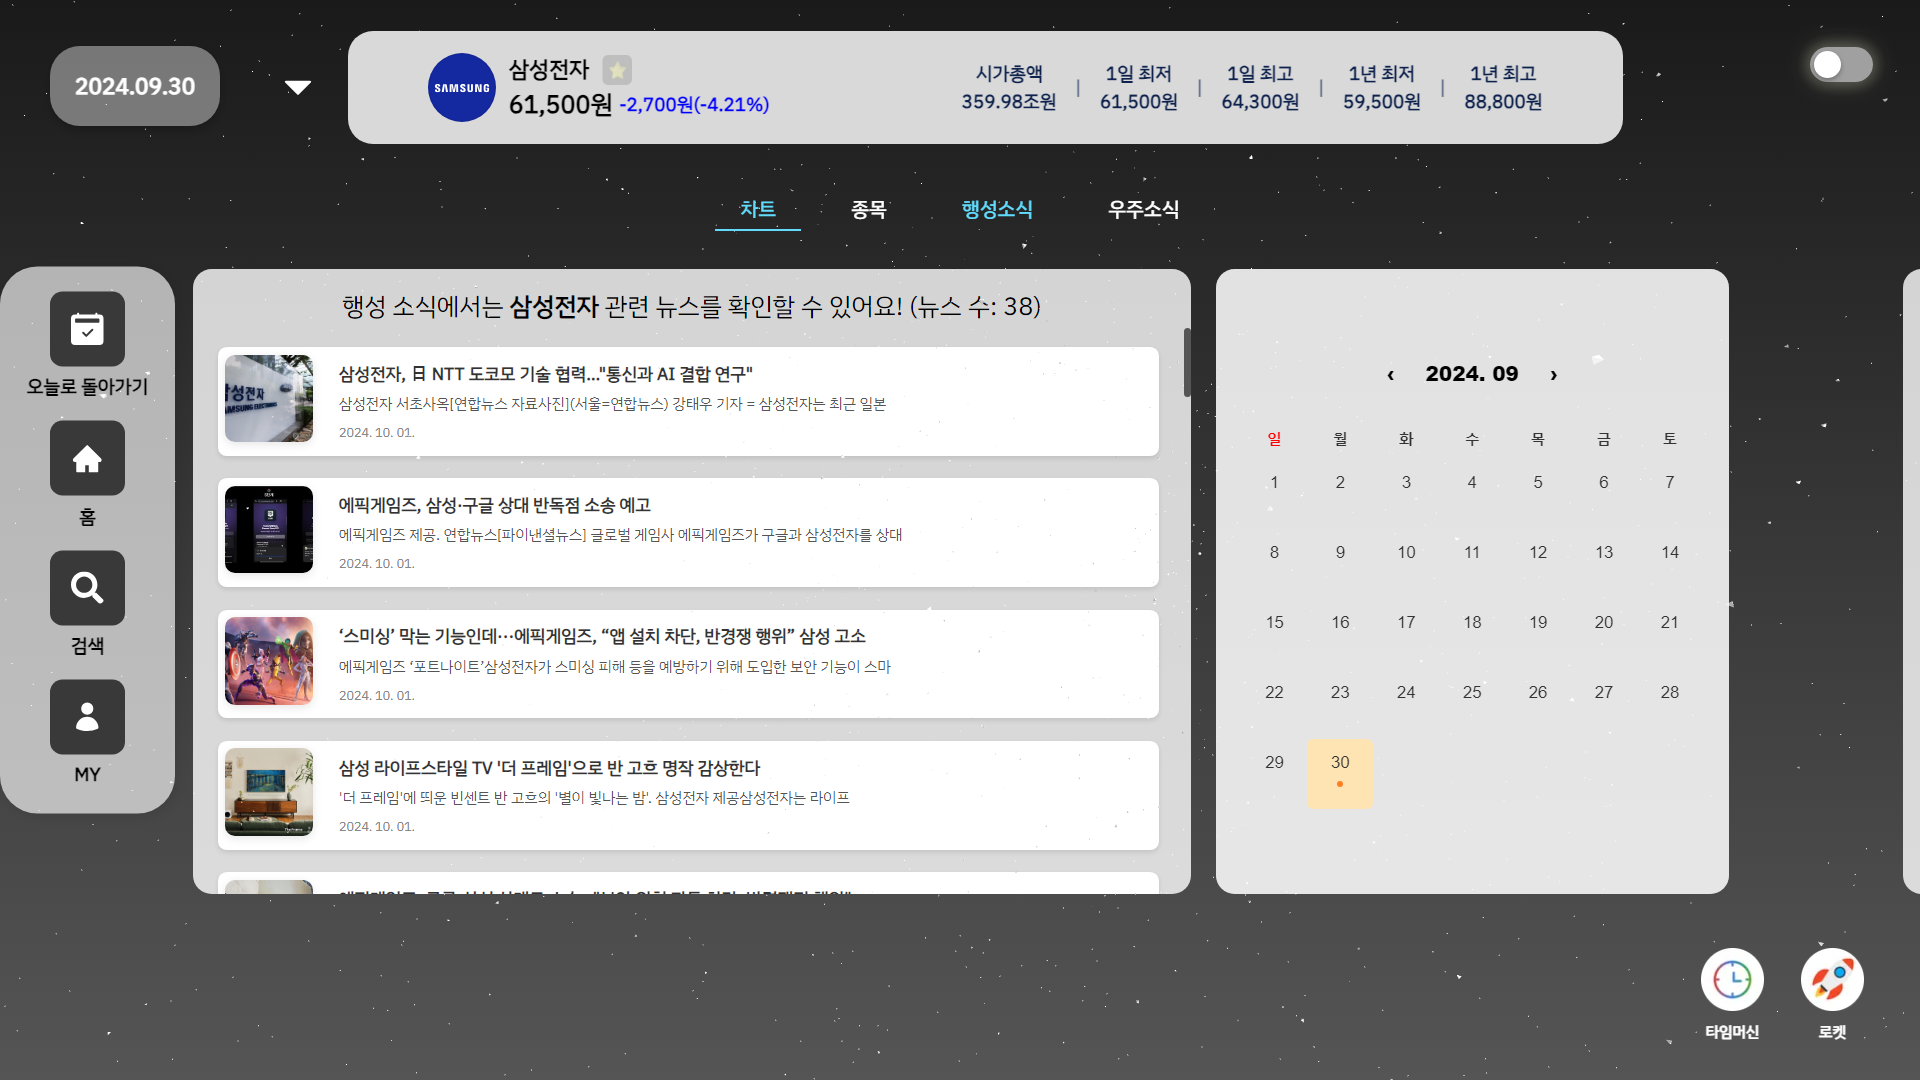 2024.09.30
SAMSUNG
삼성전자
61,500원 -2,700원(-4.21%)
시가총액 | 1일 최저 | 1일 최고 | 1년 최저 | 1년 최고
359.98조원 61,500원 64,300원 59,500원 88,800원
차트 종목 행성소식 우주소식
오늘로 돌아가기
홈
검색
MY
행성 소식에서는 삼성전자 관련 뉴스를 확인할 수 있어요! (뉴스 수: 38)
삼성전자, 日 NTT 도코모 기술 협력..."통신과 AI 결합 연구"
삼성전자 서초사옥[연합뉴스 자료사진](서울=연합뉴스) 강태우 기자 = 삼성전자는 최근 일본
2024. 10. 01.
에픽게임즈, 삼성·구글 상대 반독점 소송 예고
에픽게임즈 제공. 연합뉴스[파이낸셜뉴스] 글로벌 게임사 에픽게임즈가 구글과 삼성전자를 상대
2024. 10. 01.
‘스미싱’ 막는 기능인데…에픽게임즈, “앱 설치 차단, 반경쟁 행위” 삼성 고소
에픽게임즈 ‘포트나이트’삼성전자가 스미싱 피해 등을 예방하기 위해 도입한 보안 기능이 스마
2024. 10. 01.
삼성 라이프스타일 TV '더 프레임'으로 반 고흐 명작 감상한다
'더 프레임'에 띄운 빈센트 반 고흐의 '별이 빛나는 밤'. 삼성전자 제공삼성전자는 라이프
2024. 10. 01.
‹ 2024. 09 ›
일 월 화 수 목 금 토
1 2 3 4 5 6 7
8 9 10 11 12 13 14
15 16 17 18 19 20 21
22 23 24 25 26 27 28
29 30
타임머신 로켓